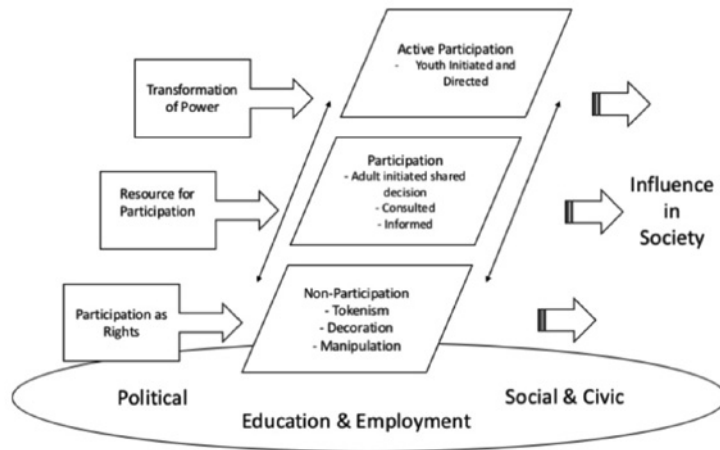 Active Participation
- Youth Initiated and
Directed
Transformation
of Power
Participation
- Adult initiated shared
decision
- Consulted
- Informed
Resource for
Participation
Influence
in
Society
Non-Participation
- Tokenism
- Decoration
- Manipulation
Participation as
Rights
Political
Social & Civic
Education & Employment